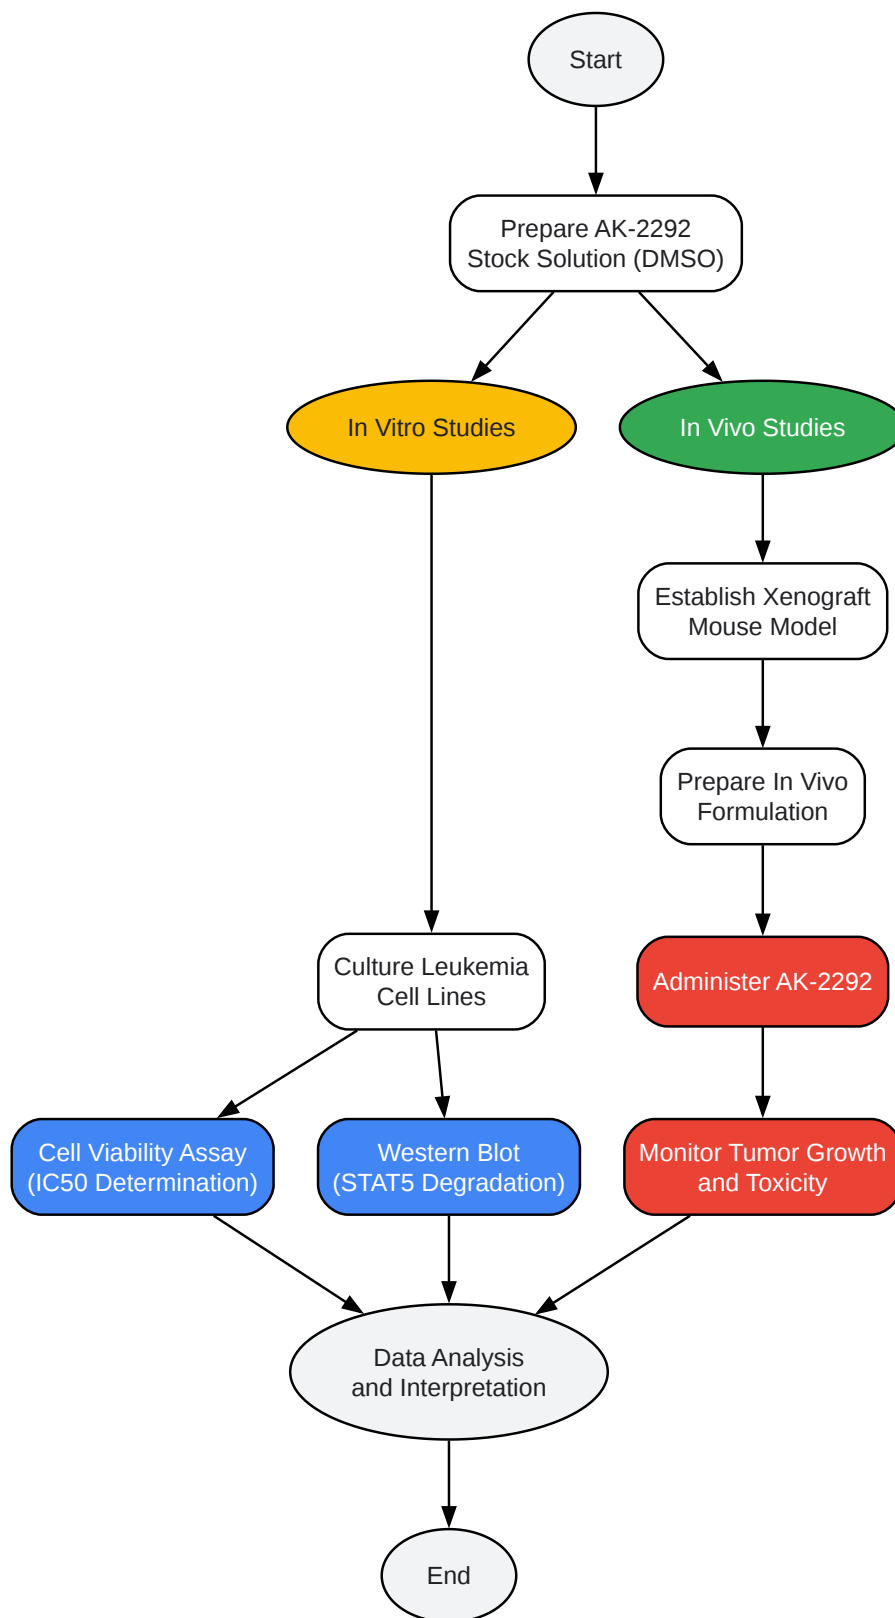 Start
Prepare AK-2292
Stock Solution (DMSO)
In Vitro Studies
In Vivo Studies
Establish Xenograft
Mouse Model
Prepare In Vivo
Formulation
Culture Leukemia
Cell Lines
Administer AK-2292
Cell Viability Assay
(IC50 Determination)
Western Blot
(STAT5 Degradation)
Monitor Tumor Growth
and Toxicity
Data Analysis
and Interpretation
End